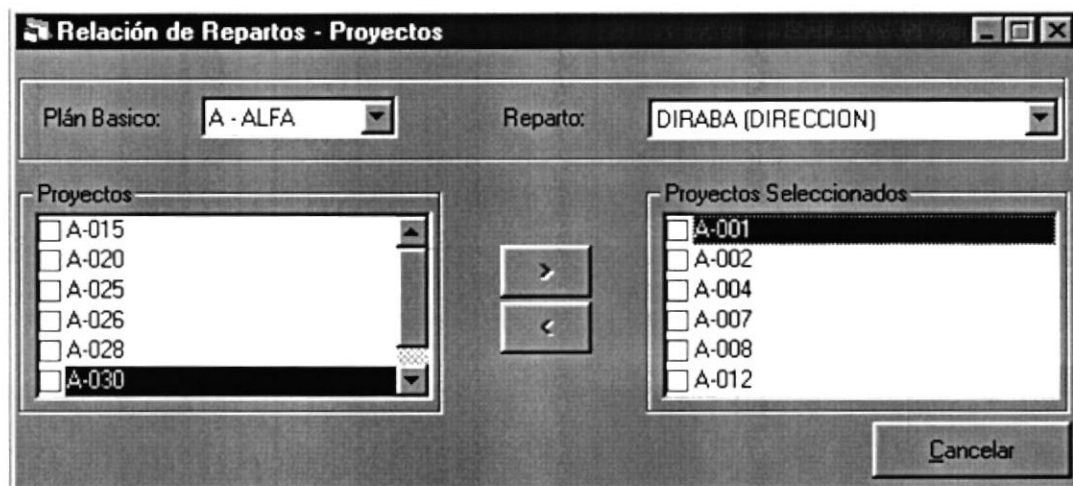 Relación de Repartos - Proyectos
Plán Basico: A - ALFA Reparto: DIRABA (DIRECCION)
Proyectos
A-015
A-020
A-025
A-026
A-028
A-030
>
<
Proyectos Seleccionados
A-001
A-002
A-004
A-007
A-008
A-012
Cancelar